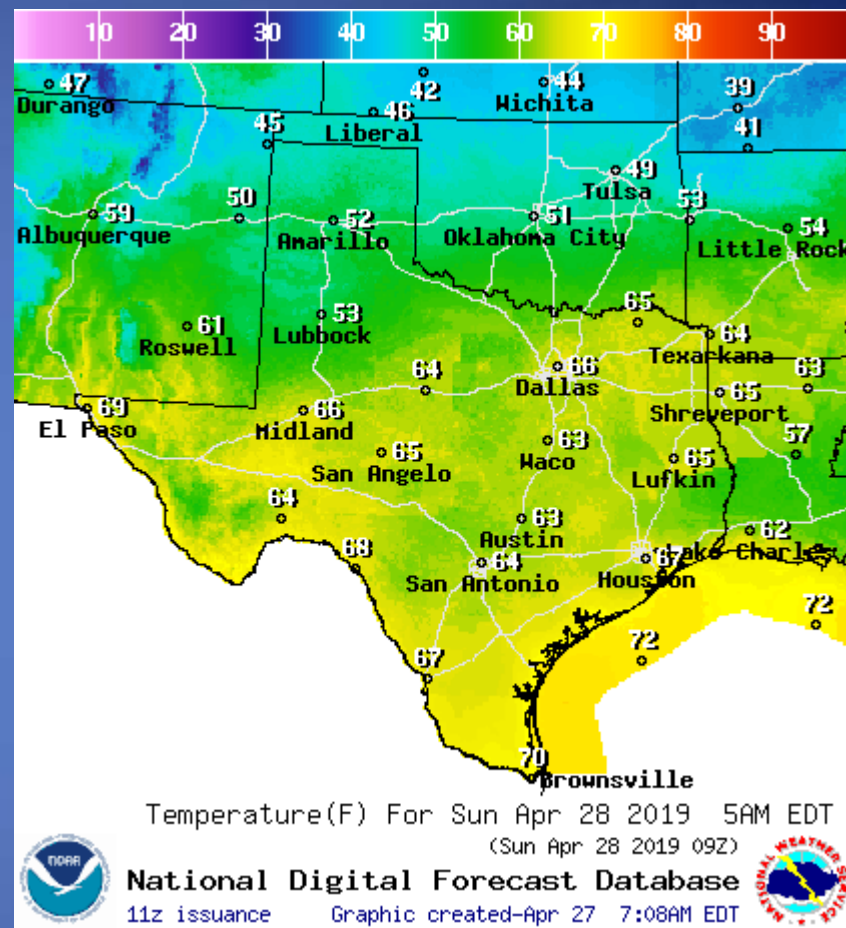 10 20 30 40 50 60 70 80 90
47 Durango
42
44 Wichita
39
46 Liberal
45
41
49 Tulsa
59 Albuquerque
50
52 Amarillo
51 Oklahoma City
53
54 Little Rock
61 Roswell
53 Lubbock
65
64 Texarkana
66 Dallas
64
65 Shreveport
63
69 El Paso
66 Midland
65 San Angelo
63 Waco
65 Lufkin
57
64
63 Austin
62
68
64 San Antonio
67 Houston
Lake Charles
72
72
67
70 Brownsville
Temperature(F) For Sun Apr 28 2019 5AM EDT
(Sun Apr 28 2019 09Z)
NOAA
National Digital Forecast Database
11z issuance Graphic created-Apr 27 7:08AM EDT
NATIONAL WEATHER SERVICE